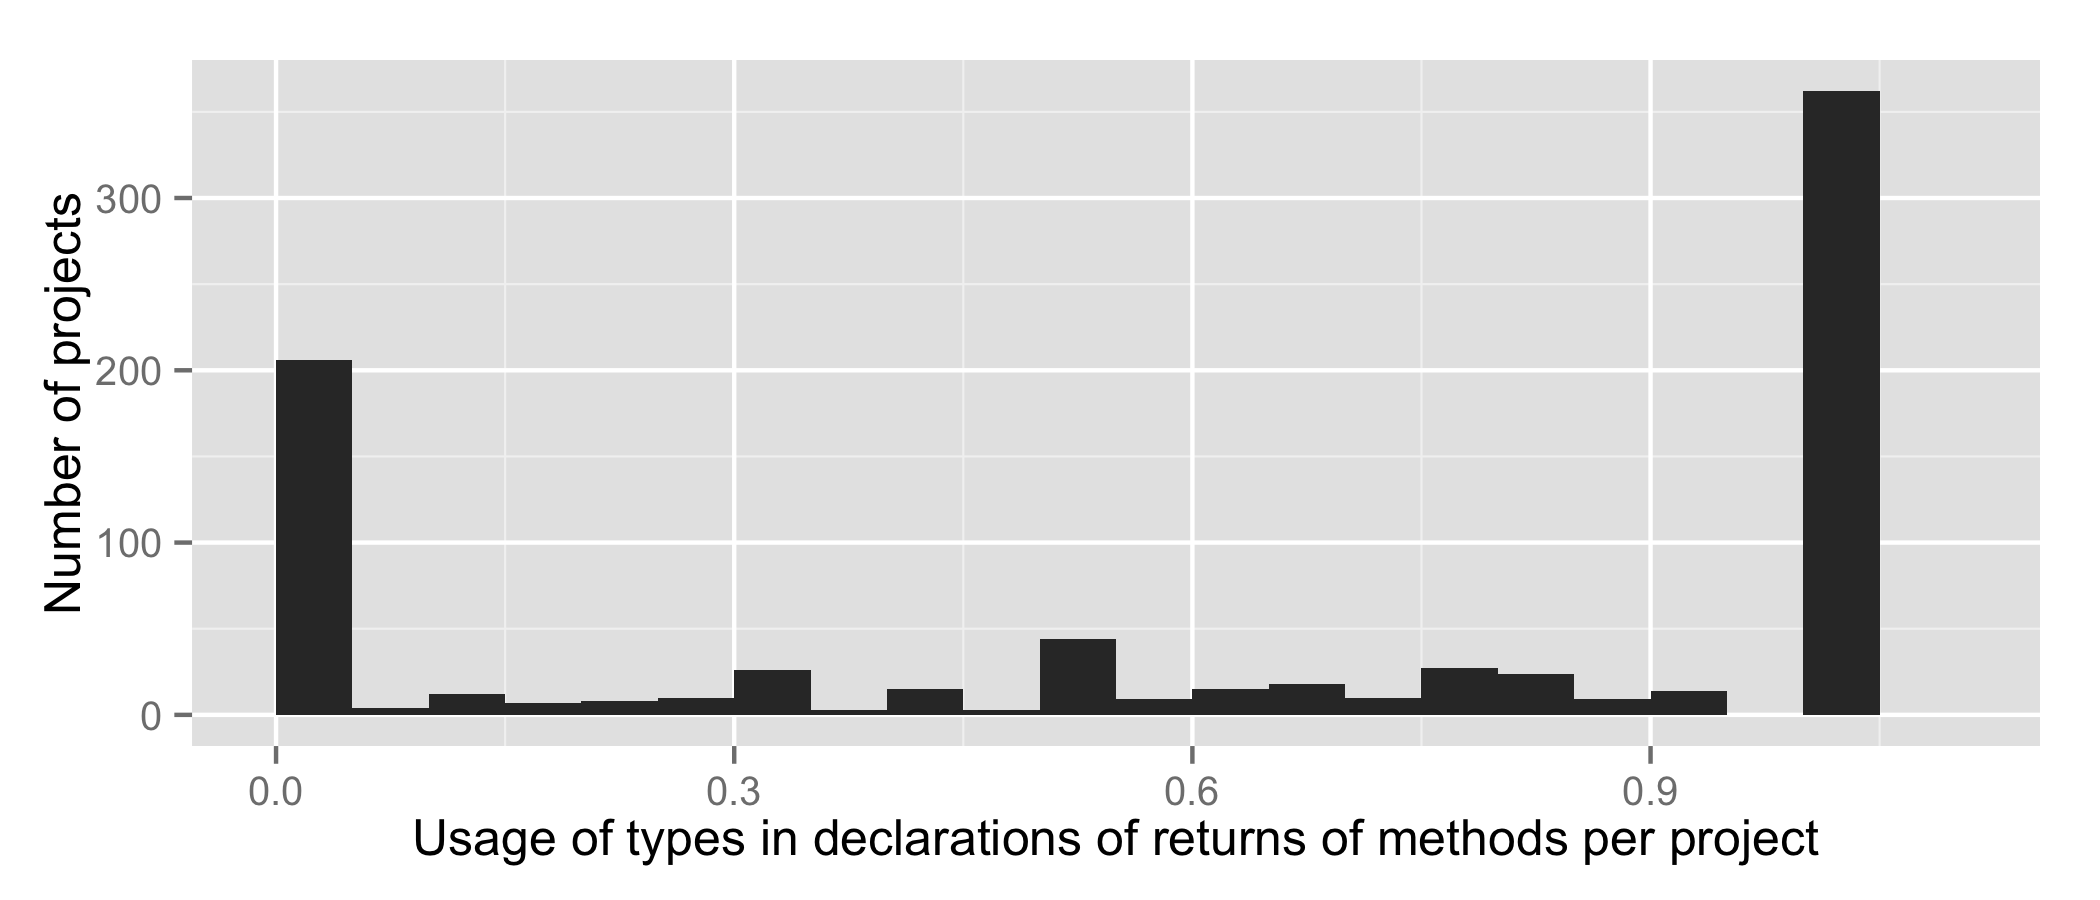 Number of projects
300
200
100
0
0.0 0.3 0.6 0.9
Usage of types in declarations of returns of methods per project